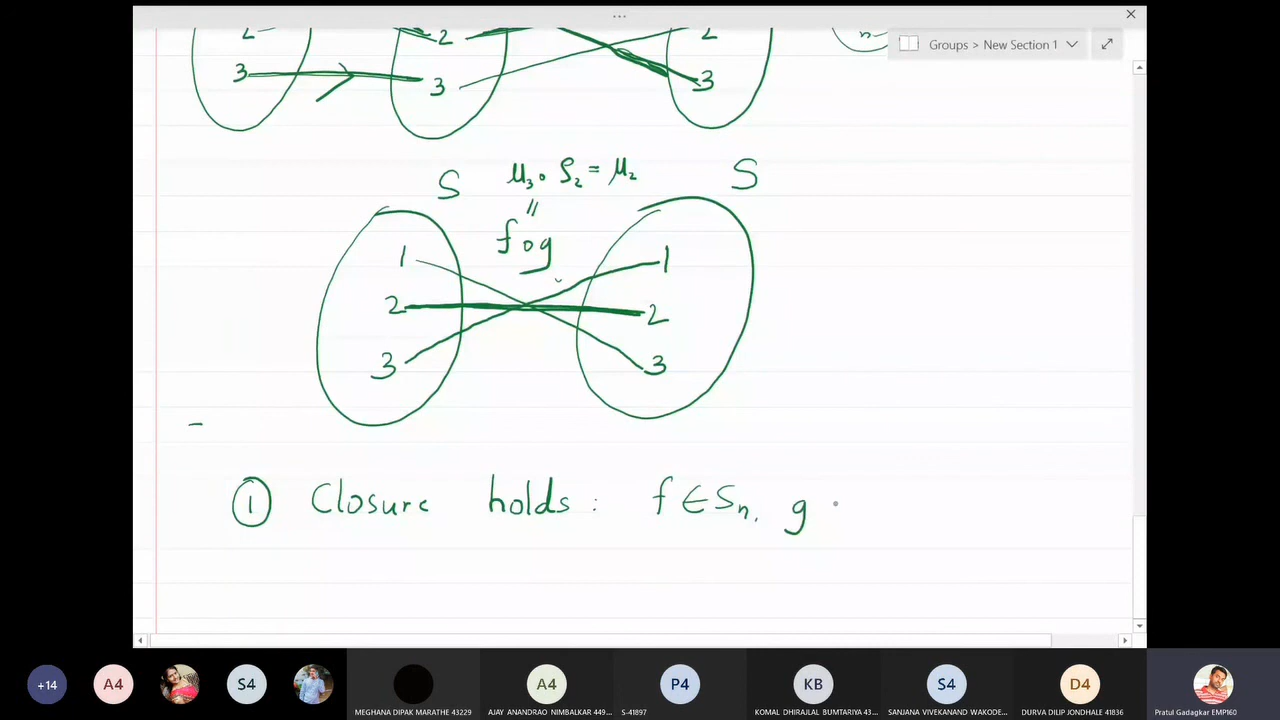 Groups > New Section 1
2 2 2
3 3 3
S μ₃ ∘ ρ₂ = μ₂ S
=
f∘g
1 1
2 2
3 3
① Closure holds : f ∈ Sₙ, g
+14 A4 S4 A4 P4 KB S4 D4
MEGHANA DIPAK MARATHE 43229 AJAY ANANDRAO NIMBALKAR 449... S-41897 KOMAL DHIRAJLAL BUMTARIYA 43... SANJANA VIVEKANAND WAKODE... DURVA DILIP JONDHALE 41836 Pratul Gadagkar EMP160